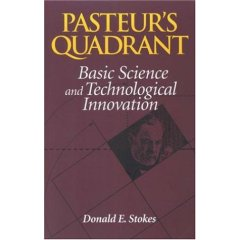 PASTEUR'S
QUADRANT
Basic Science
and Technological
Innovation
Donald E. Stokes